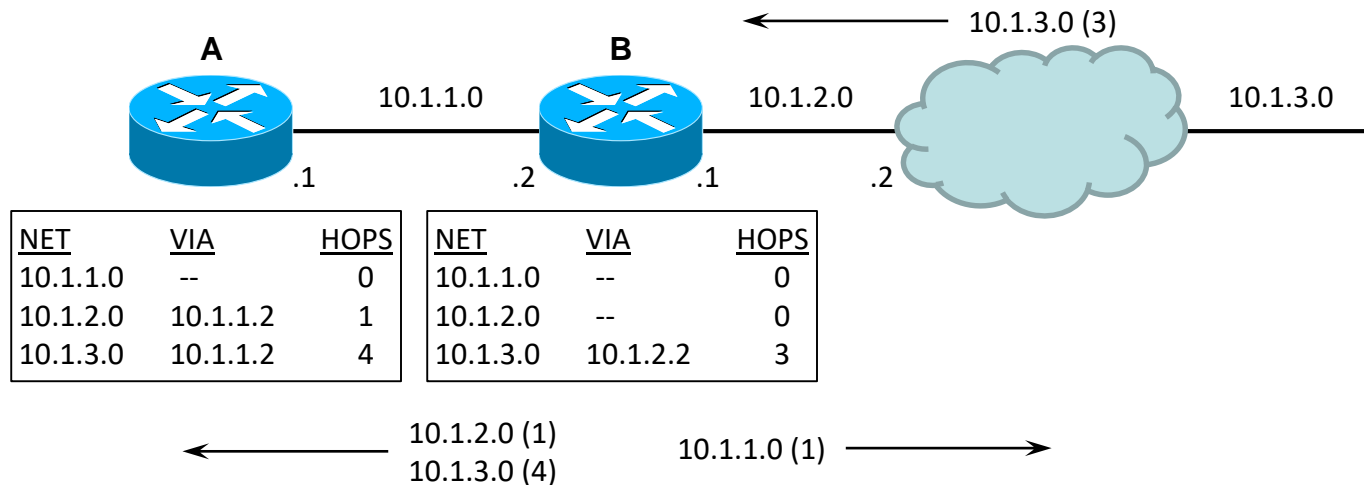 10.1.3.0 (3)
A
B
10.1.1.0
10.1.2.0
10.1.3.0
.1
.2
.1
.2
NET VIA HOPS
10.1.1.0 -- 0
10.1.2.0 10.1.1.2 1
10.1.3.0 10.1.1.2 4
NET VIA HOPS
10.1.1.0 -- 0
10.1.2.0 -- 0
10.1.3.0 10.1.2.2 3
10.1.2.0 (1)
10.1.3.0 (4)
10.1.1.0 (1)